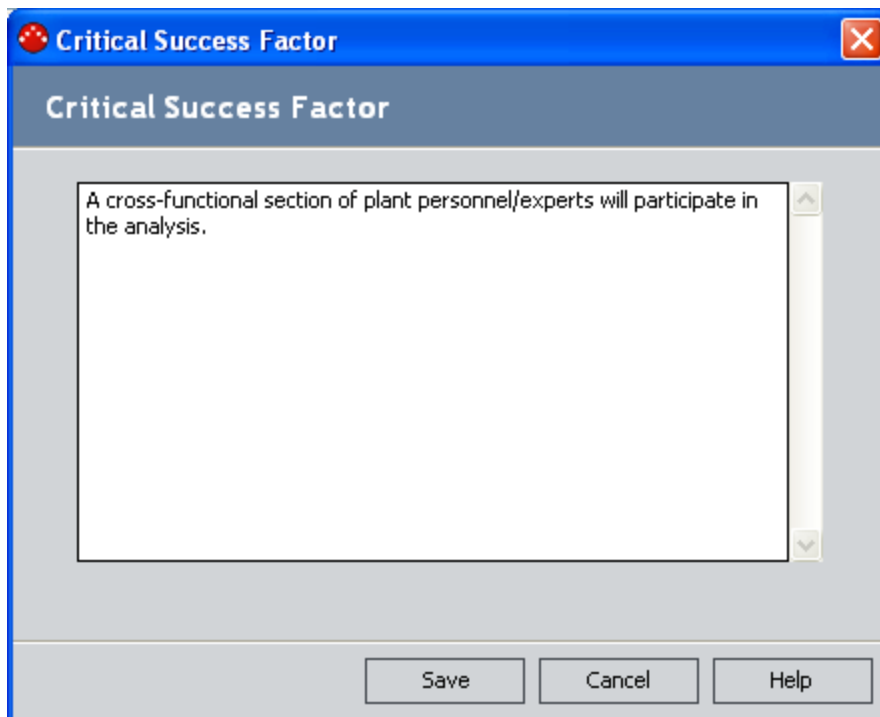 Critical Success Factor
Critical Success Factor
A cross-functional section of plant personnel/experts will participate in
the analysis.
Save
Cancel
Help